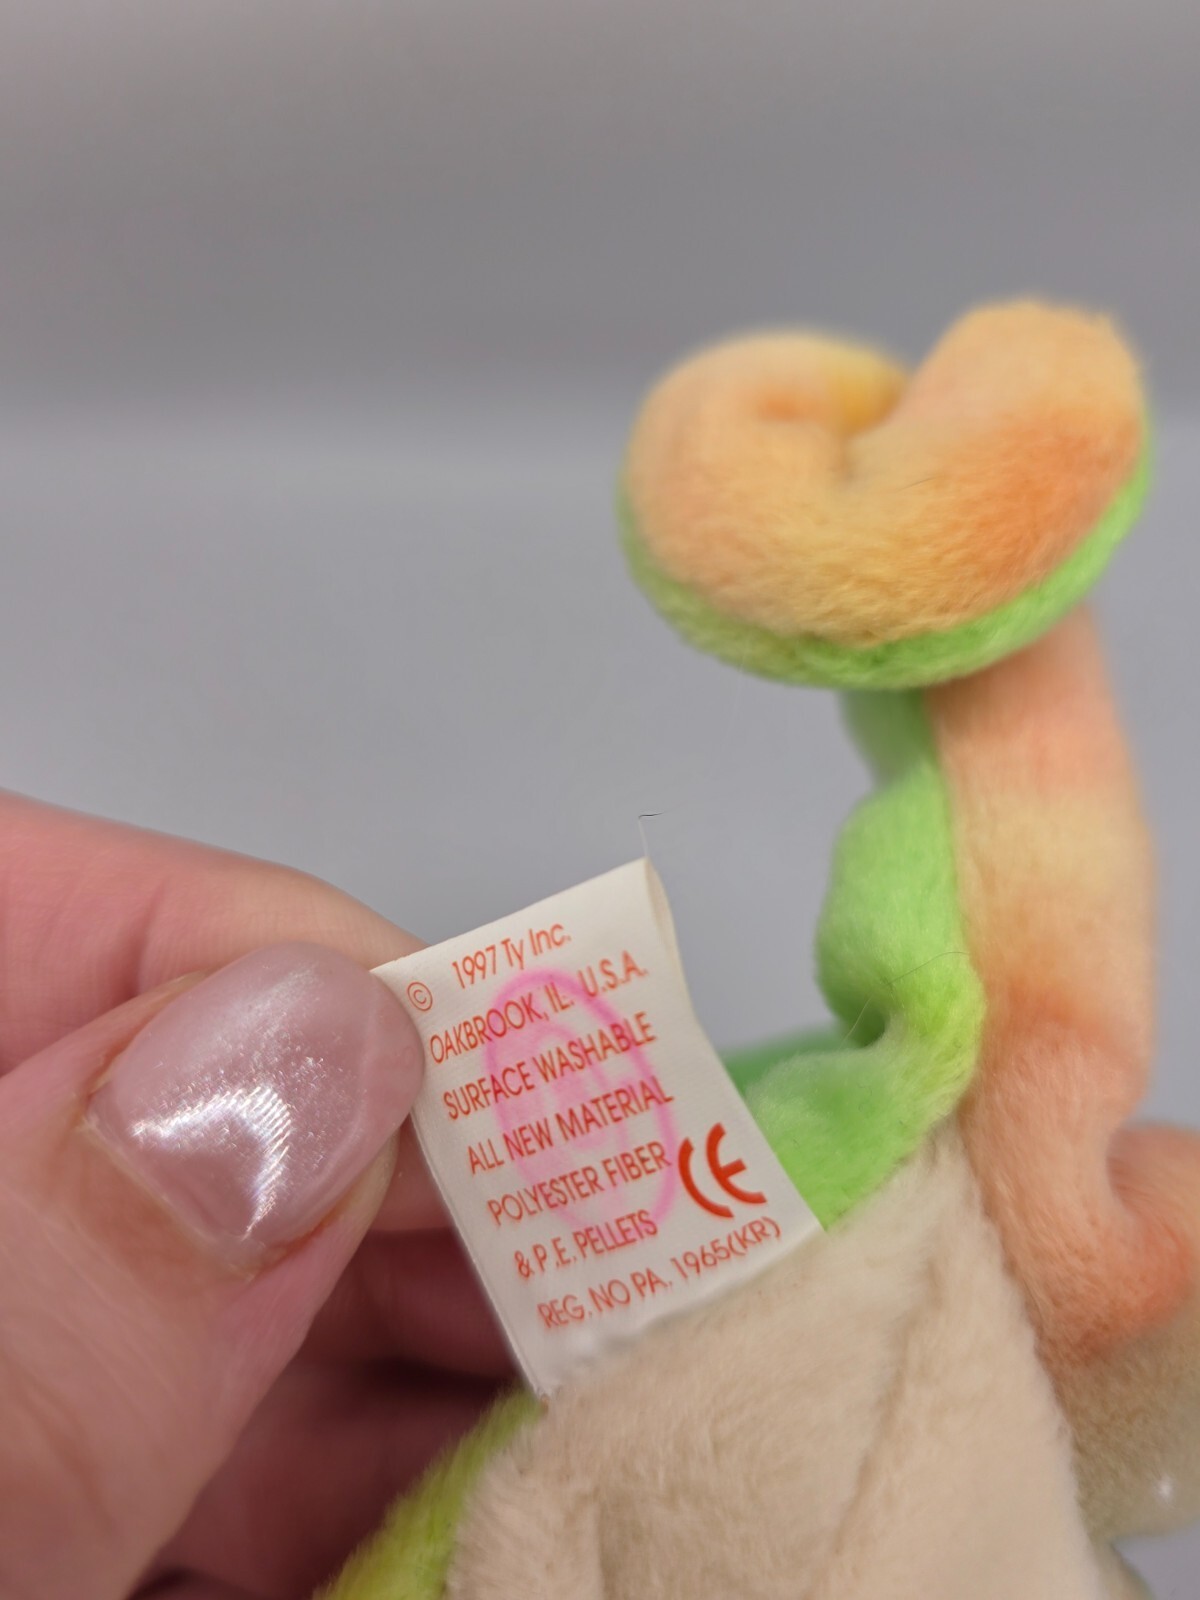 © 1997 Ty Inc.
OAKBROOK, IL. U.S.A.
SURFACE WASHABLE
ALL NEW MATERIAL
POLYESTER FIBER
& P.E. PELLETS
CE
REG. NO PA. 1965(KR)